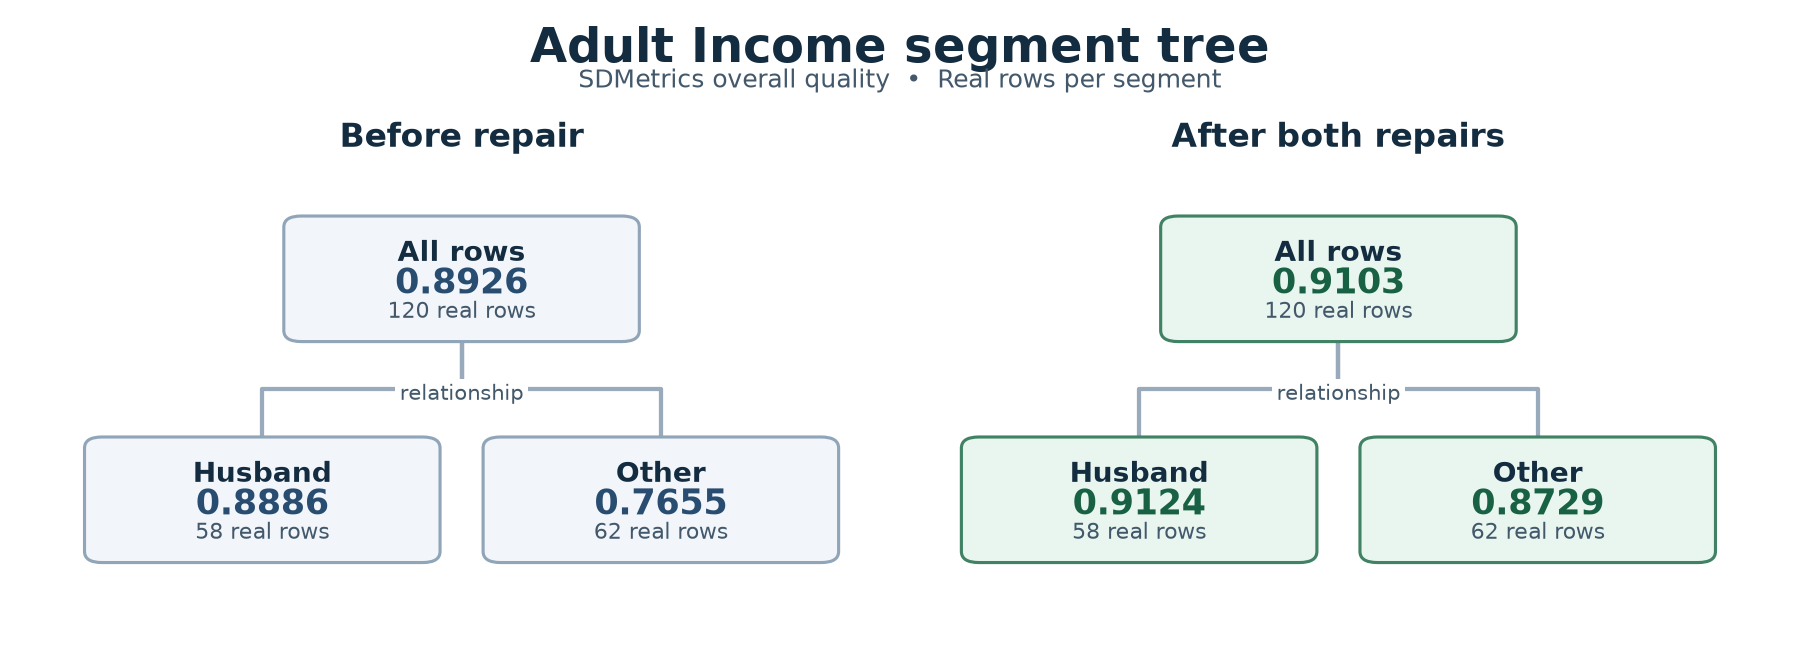 Adult Income segment tree
SDMetrics overall quality • Real rows per segment
Before repair
All rows
0.8926
120 real rows
relationship
Husband
0.8886
58 real rows
Other
0.7655
62 real rows
After both repairs
All rows
0.9103
120 real rows
relationship
Husband
0.9124
58 real rows
Other
0.8729
62 real rows